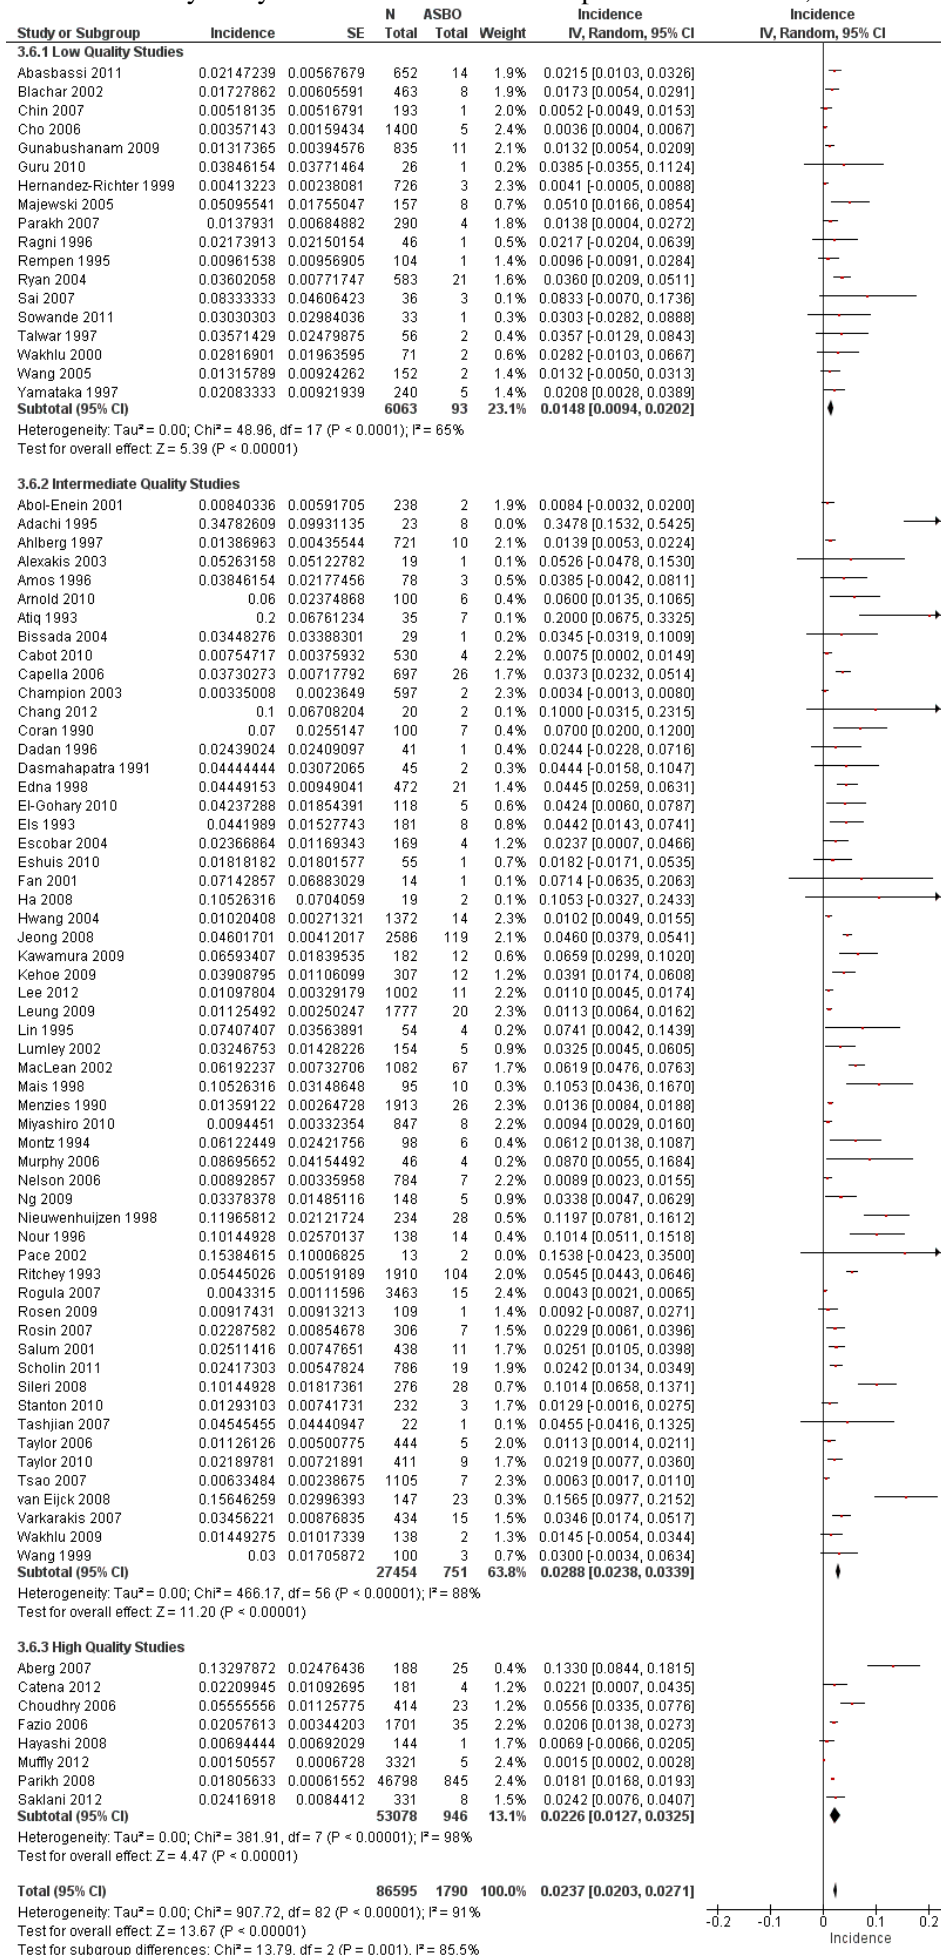 N ASBO Incidence Incidence
Study or Subgroup Incidence SE Total Total Weight IV, Random, 95% CI IV, Random, 95% CI
3.6.1 Low Quality Studies
Abasbassi 2011 0.02147239 0.00567679 652 14 1.9% 0.0215 [0.0103, 0.0326]
Blachar 2002 0.01727862 0.00605591 463 8 1.9% 0.0173 [0.0054, 0.0291]
Chin 2007 0.00518135 0.00516791 193 1 2.1% 0.0052 [-0.0049, 0.0153]
Cho 2006 0.00357143 0.00159434 1400 5 2.4% 0.0036 [0.0004, 0.0067]
Gunabushanam 2009 0.01317365 0.00394576 835 11 2.1% 0.0132 [0.0054, 0.0209]
Guru 2010 0.03846154 0.03771464 26 1 0.2% 0.0385 [-0.0355, 0.1124]
Hernandez-Richter 1999 0.00413223 0.00238081 726 3 2.3% 0.0041 [-0.0005, 0.0088]
Majewski 2005 0.05095541 0.01755047 157 8 0.7% 0.0510 [0.0166, 0.0854]
Parakh 2007 0.0137931 0.00684882 290 4 1.8% 0.0138 [0.0004, 0.0272]
Ragni 1996 0.02173913 0.02150154 46 1 0.5% 0.0217 [-0.0204, 0.0639]
Rempen 1995 0.00961538 0.00956905 104 1 1.4% 0.0096 [-0.0091, 0.0284]
Ryan 2004 0.03602058 0.00771747 583 21 1.6% 0.0360 [0.0209, 0.0511]
Sai 2007 0.08333333 0.04606423 36 3 0.1% 0.0833 [-0.0070, 0.1736]
Sowande 2011 0.03030303 0.02984036 33 1 0.3% 0.0303 [-0.0282, 0.0888]
Talwar 1997 0.03571429 0.02479875 56 2 0.4% 0.0357 [-0.0129, 0.0843]
Wakhlu 2000 0.02816901 0.01963595 71 2 0.6% 0.0282 [-0.0103, 0.0667]
Wang 2005 0.01315789 0.00924262 152 2 1.4% 0.0132 [-0.0050, 0.0313]
Yamataka 1997 0.02083333 0.00921939 240 5 1.4% 0.0208 [0.0028, 0.0389]
Subtotal (95% CI) 6063 93 23.1% 0.0148 [0.0094, 0.0202]
Heterogeneity: Tau² = 0.00; Chi² = 48.96, df = 17 (P < 0.0001); I² = 65%
Test for overall effect: Z = 5.39 (P < 0.00001)
3.6.2 Intermediate Quality Studies
Abol-Enein 2001 0.00840336 0.00591705 238 2 1.9% 0.0084 [-0.0032, 0.0200]
Adachi 1995 0.34782609 0.09931135 23 8 0.0% 0.3478 [0.1532, 0.5425]
Ahlberg 1997 0.01386963 0.00435544 721 10 2.1% 0.0139 [0.0053, 0.0224]
Alexakis 2003 0.05263158 0.05122782 19 1 0.1% 0.0526 [-0.0478, 0.1530]
Amos 1996 0.03846154 0.02177456 78 3 0.5% 0.0385 [-0.0042, 0.0811]
Arnold 2010 0.06 0.02374868 100 6 0.4% 0.0600 [0.0135, 0.1065]
Atiq 1993 0.2 0.06761234 35 7 0.1% 0.2000 [0.0675, 0.3325]
Bissada 2004 0.03448276 0.03388301 29 1 0.2% 0.0345 [-0.0319, 0.1009]
Cabot 2010 0.00754717 0.00375932 530 4 2.2% 0.0075 [0.0002, 0.0149]
Capella 2006 0.03730273 0.00717792 697 26 1.7% 0.0373 [0.0232, 0.0514]
Champion 2003 0.00335008 0.0023649 597 2 2.3% 0.0034 [-0.0013, 0.0080]
Chang 2012 0.1 0.06708204 20 2 0.1% 0.1000 [-0.0315, 0.2315]
Coran 1990 0.07 0.0255147 100 7 0.4% 0.0700 [0.0200, 0.1200]
Dadan 1996 0.02439024 0.02409097 41 1 0.4% 0.0244 [-0.0228, 0.0716]
Dasmahapatra 1991 0.04444444 0.03072065 45 2 0.3% 0.0444 [-0.0158, 0.1047]
Edna 1998 0.04449153 0.00949041 472 21 1.4% 0.0445 [0.0259, 0.0631]
El-Gohary 2010 0.04237288 0.01854391 118 5 0.6% 0.0424 [0.0060, 0.0787]
Els 1993 0.0441989 0.01527743 181 8 0.8% 0.0442 [0.0143, 0.0741]
Escobar 2004 0.02366864 0.01169343 169 4 1.2% 0.0237 [0.0007, 0.0466]
Eshuis 2010 0.01818182 0.01801577 55 1 0.7% 0.0182 [-0.0171, 0.0535]
Fan 2001 0.07142857 0.06883029 14 1 0.1% 0.0714 [-0.0635, 0.2063]
Ha 2008 0.10526316 0.0704059 19 2 0.1% 0.1053 [-0.0327, 0.2433]
Hwang 2004 0.01020408 0.00271321 1372 14 2.3% 0.0102 [0.0049, 0.0155]
Jeong 2008 0.04601701 0.00412017 2586 119 2.1% 0.0460 [0.0379, 0.0541]
Kawamura 2009 0.06593407 0.01839535 182 12 0.6% 0.0659 [0.0299, 0.1020]
Kehoe 2009 0.03908795 0.01106099 307 12 1.2% 0.0391 [0.0174, 0.0608]
Lee 2012 0.01097804 0.00329179 1002 11 2.2% 0.0110 [0.0045, 0.0174]
Leung 2009 0.01125492 0.00250247 1777 20 2.3% 0.0113 [0.0064, 0.0162]
Lin 1995 0.07407407 0.03563891 54 4 0.2% 0.0741 [0.0042, 0.1439]
Lumley 2002 0.03246753 0.01428226 154 5 0.9% 0.0325 [0.0045, 0.0605]
MacLean 2002 0.06192237 0.00732706 1082 67 1.7% 0.0619 [0.0476, 0.0763]
Mais 1998 0.10526316 0.03148648 95 10 0.3% 0.1053 [0.0436, 0.1670]
Menzies 1990 0.01359122 0.00264728 1913 26 2.3% 0.0136 [0.0084, 0.0188]
Miyashiro 2010 0.0094451 0.00332354 847 8 2.2% 0.0094 [0.0029, 0.0160]
Montz 1994 0.06122449 0.02421756 98 6 0.4% 0.0612 [0.0138, 0.1087]
Murphy 2006 0.08695652 0.04154492 46 4 0.2% 0.0870 [0.0055, 0.1684]
Nelson 2006 0.00892857 0.00335958 784 7 2.2% 0.0089 [0.0023, 0.0155]
Ng 2009 0.03378378 0.01485116 148 5 0.9% 0.0338 [0.0047, 0.0629]
Nieuwenhuijzen 1998 0.11965812 0.02121724 234 28 0.5% 0.1197 [0.0781, 0.1612]
Nour 1996 0.10144928 0.02570137 138 14 0.4% 0.1014 [0.0511, 0.1518]
Pace 2002 0.15384615 0.10006825 13 2 0.0% 0.1538 [-0.0423, 0.3500]
Ritchey 1993 0.05445026 0.00519189 1910 104 2.0% 0.0545 [0.0443, 0.0646]
Rogula 2007 0.0043315 0.00111596 3463 15 2.4% 0.0043 [0.0021, 0.0065]
Rosen 2009 0.00917431 0.00913213 109 1 1.4% 0.0092 [-0.0087, 0.0271]
Rosin 2007 0.02287582 0.00854678 306 7 1.5% 0.0229 [0.0061, 0.0396]
Salum 2001 0.02511416 0.00747651 438 11 1.7% 0.0251 [0.0105, 0.0398]
Scholin 2011 0.02417303 0.00547824 786 19 1.9% 0.0242 [0.0134, 0.0349]
Sileri 2008 0.10144928 0.01817361 276 28 0.7% 0.1014 [0.0658, 0.1371]
Stanton 2010 0.01293103 0.00741731 232 3 1.7% 0.0129 [-0.0016, 0.0275]
Tashjian 2007 0.04545455 0.04440947 22 1 0.1% 0.0455 [-0.0416, 0.1325]
Taylor 2006 0.01126126 0.00500775 444 5 2.0% 0.0113 [0.0014, 0.0211]
Taylor 2010 0.02189781 0.00721891 411 9 1.7% 0.0219 [0.0077, 0.0360]
Tsao 2007 0.00633484 0.00238675 1105 7 2.3% 0.0063 [0.0017, 0.0110]
van Eijck 2008 0.15646259 0.02996393 147 23 0.3% 0.1565 [0.0977, 0.2152]
Varkarakis 2007 0.03456221 0.00876835 434 15 1.5% 0.0346 [0.0174, 0.0517]
Wakhlu 2009 0.01449275 0.01017339 138 2 1.3% 0.0145 [-0.0054, 0.0344]
Wang 1999 0.03 0.01705872 100 3 0.7% 0.0300 [-0.0034, 0.0634]
Subtotal (95% CI) 27454 751 63.8% 0.0288 [0.0238, 0.0339]
Heterogeneity: Tau² = 0.00; Chi² = 466.17, df = 56 (P < 0.00001); I² = 88%
Test for overall effect: Z = 11.20 (P < 0.00001)
3.6.3 High Quality Studies
Aberg 2007 0.13297872 0.02476436 188 25 0.4% 0.1330 [0.0844, 0.1815]
Catena 2012 0.02209945 0.01092695 181 4 1.2% 0.0221 [0.0007, 0.0435]
Choudhry 2006 0.05555556 0.01125775 414 23 1.2% 0.0556 [0.0335, 0.0776]
Fazio 2006 0.02057613 0.00344203 1701 35 2.2% 0.0206 [0.0138, 0.0273]
Hayashi 2008 0.00694444 0.00692029 144 1 1.7% 0.0069 [-0.0066, 0.0205]
Muffly 2012 0.00150557 0.0006728 3321 5 2.4% 0.0015 [0.0002, 0.0028]
Parikh 2008 0.01805633 0.00061552 46798 845 2.4% 0.0181 [0.0168, 0.0193]
Saklani 2012 0.02416918 0.0084412 331 8 1.5% 0.0242 [0.0076, 0.0407]
Subtotal (95% CI) 53078 946 13.1% 0.0226 [0.0127, 0.0325]
Heterogeneity: Tau² = 0.00; Chi² = 381.91, df = 7 (P < 0.00001); I² = 98%
Test for overall effect: Z = 4.47 (P < 0.00001)
Total (95% CI) 86595 1790 100.0% 0.0237 [0.0203, 0.0271]
Heterogeneity: Tau² = 0.00; Chi² = 907.72, df = 82 (P < 0.00001); I² = 91%
Test for overall effect: Z = 13.67 (P < 0.00001)
Test for subgroup differences: Chi² = 13.79, df = 2 (P = 0.001), I² = 85.5%
-0.2 -0.1 0 0.1 0.2
Incidence